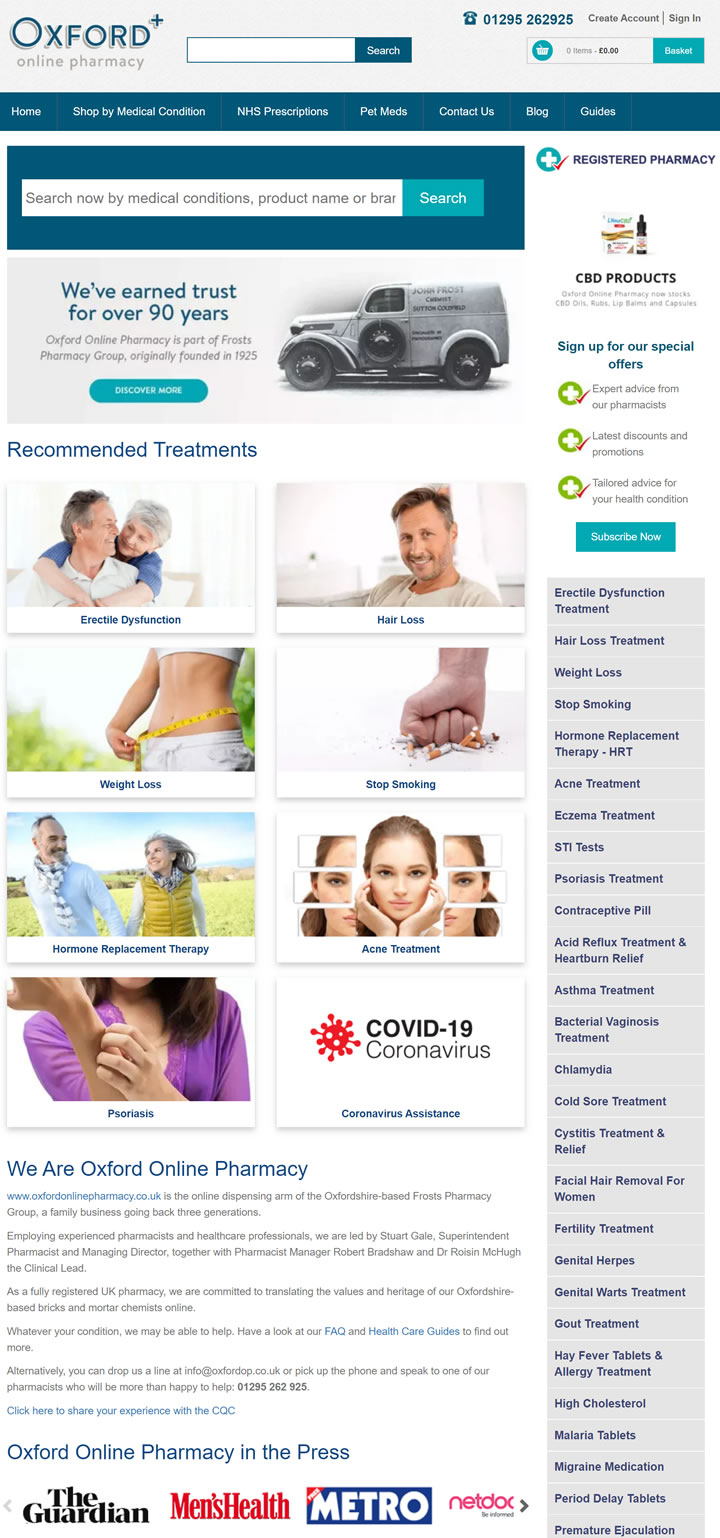 OXFORD+
online pharmacy
01295 262925
Create Account | Sign In
Search
0 Items - £0.00
Basket
Home
Shop by Medical Condition
NHS Prescriptions
Pet Meds
Contact Us
Blog
Guides
Search now by medical conditions, product name or brar
Search
We've earned trust
for over 90 years
Oxford Online Pharmacy is part of Frosts
Pharmacy Group, originally founded in 1925
DISCOVER MORE
JOHN FROST
CHEMIST
SUTTON COLDFIELD
Recommended Treatments
Erectile Dysfunction
Hair Loss
Weight Loss
Stop Smoking
Hormone Replacement Therapy
Acne Treatment
COVID-19
Coronavirus
Psoriasis
Coronavirus Assistance
We Are Oxford Online Pharmacy
www.oxfordonlinepharmacy.co.uk is the online dispensing arm of the Oxfordshire-based Frosts Pharmacy
Group, a family business going back three generations.
Employing experienced pharmacists and healthcare professionals, we are led by Stuart Gale, Superintendent
Pharmacist and Managing Director, together with Pharmacist Manager Robert Bradshaw and Dr Roisin McHugh
the Clinical Lead.
As a fully registered UK pharmacy, we are committed to translating the values and heritage of our Oxfordshire-
based bricks and mortar chemists online.
Whatever your condition, we may be able to help. Have a look at our FAQ and Health Care Guides to find out
more.
Alternatively, you can drop us a line at info@oxfordop.co.uk or pick up the phone and speak to one of our
pharmacists who will be more than happy to help: 01295 262 925.
Click here to share your experience with the CQC
Oxford Online Pharmacy in the Press
The
Guardian
Men'sHealth
METRO
netdoc
Be informed
REGISTERED PHARMACY
CBD PRODUCTS
Oxford Online Pharmacy now stocks
CBD Oils, Rubs, Lip Balms and Capsules
Sign up for our special
offers
Expert advice from
our pharmacists
Latest discounts and
promotions
Tailored advice for
your health condition
Subscribe Now
Erectile Dysfunction
Treatment
Hair Loss Treatment
Weight Loss
Stop Smoking
Hormone Replacement
Therapy - HRT
Acne Treatment
Eczema Treatment
STI Tests
Psoriasis Treatment
Contraceptive Pill
Acid Reflux Treatment &
Heartburn Relief
Asthma Treatment
Bacterial Vaginosis
Treatment
Chlamydia
Cold Sore Treatment
Cystitis Treatment &
Relief
Facial Hair Removal For
Women
Fertility Treatment
Genital Herpes
Genital Warts Treatment
Gout Treatment
Hay Fever Tablets &
Allergy Treatment
High Cholesterol
Malaria Tablets
Migraine Medication
Period Delay Tablets
Premature Ejaculation